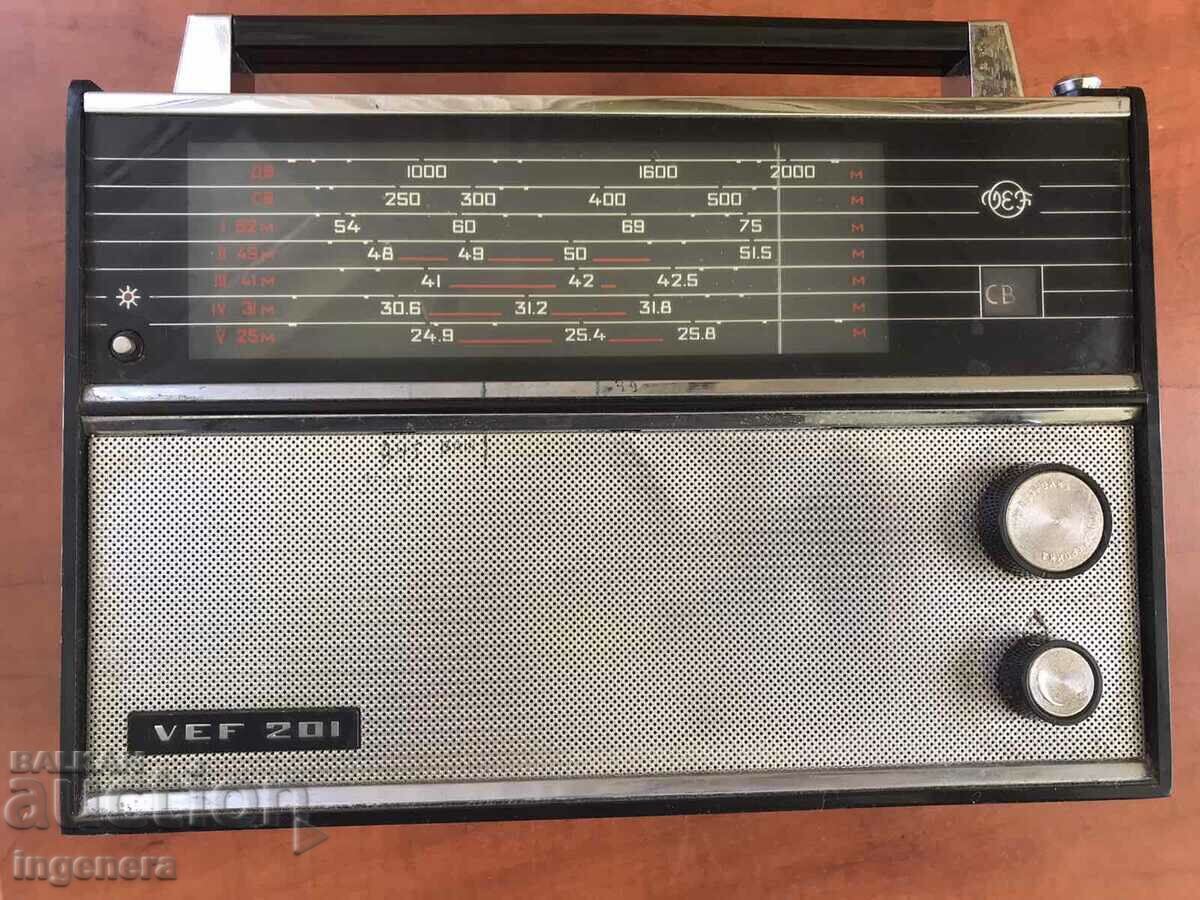 ДВ 1000 1600 2000 м
СВ 250 300 400 500 м
I 52м 54 60 69 75 м
II 49м 48 49 50 51.5 м
III 41м 41 42 42.5 м
IV 31м 30.6 31.2 31.8 м
V 25м 24.9 25.4 25.8 м
VEF
СВ
VEF 201
BALKAN
auction
ingenera